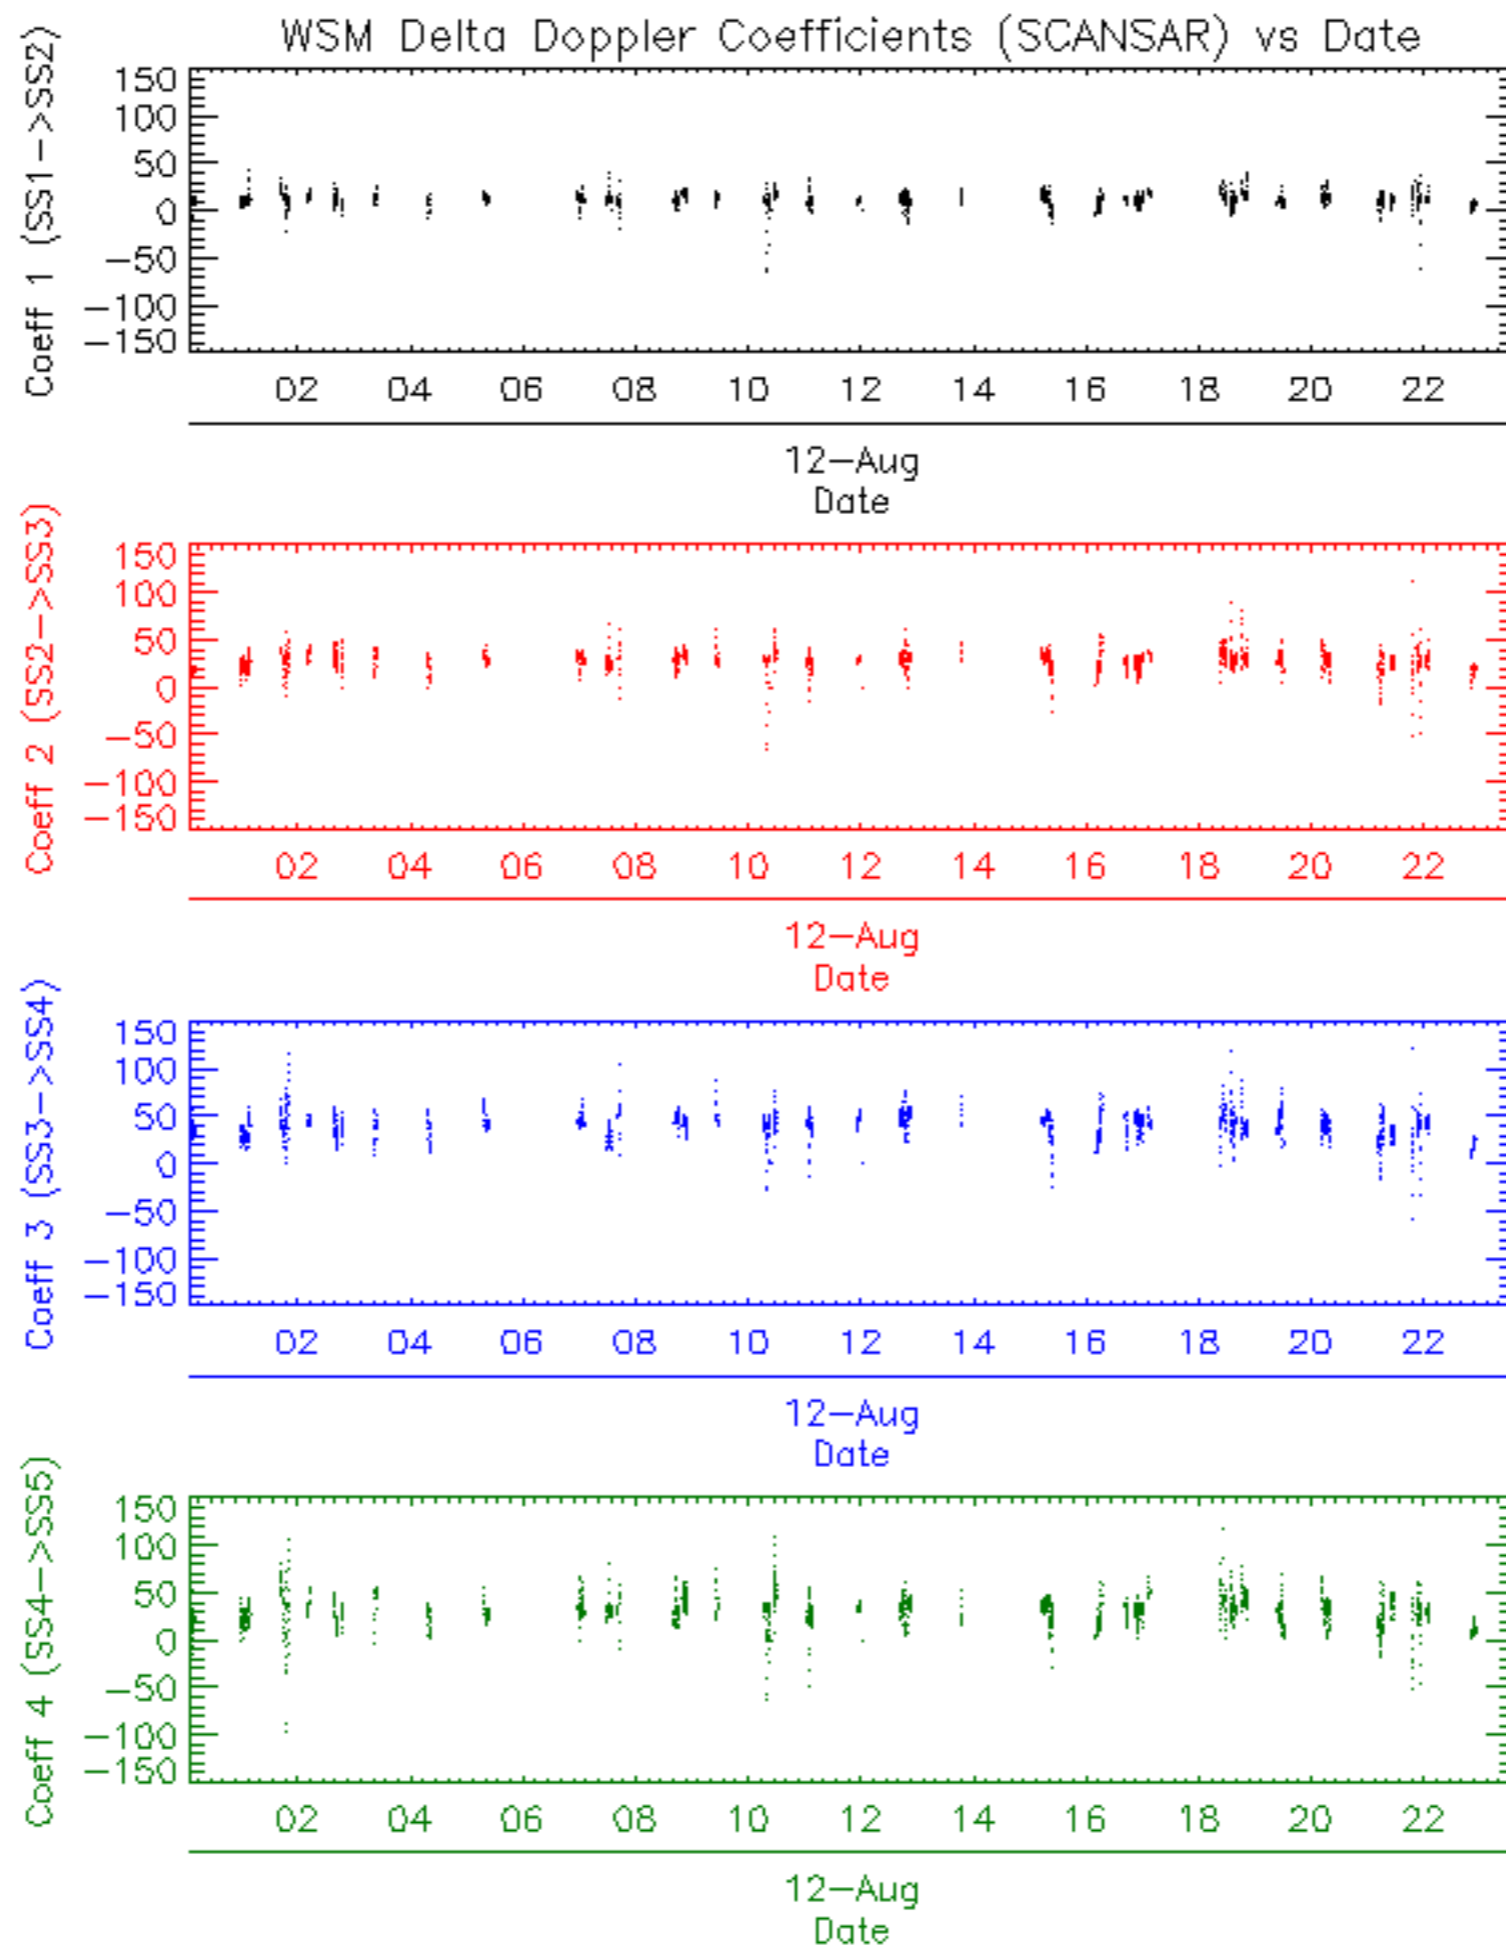 WSM Delta Doppler Coefficients (SCANSAR) vs Date
Coeff 1 (SS1->SS2)
150
100
50
0
-50
-100
-150
02 04 06 08 10 12 14 16 18 20 22
12-Aug
Date
Coeff 2 (SS2->SS3)
150
100
50
0
-50
-100
-150
02 04 06 08 10 12 14 16 18 20 22
12-Aug
Date
Coeff 3 (SS3->SS4)
150
100
50
0
-50
-100
-150
02 04 06 08 10 12 14 16 18 20 22
12-Aug
Date
Coeff 4 (SS4->SS5)
150
100
50
0
-50
-100
-150
02 04 06 08 10 12 14 16 18 20 22
12-Aug
Date